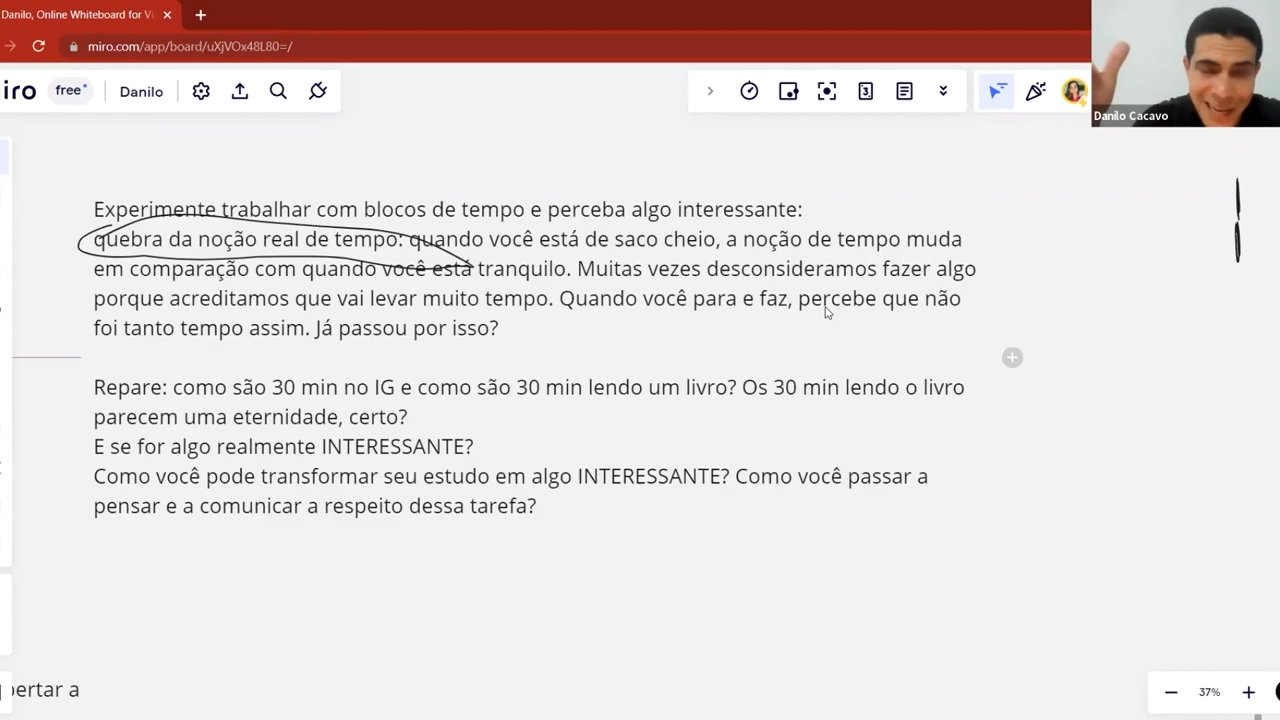 Danilo, Online Whiteboard for Vi
miro.com/app/board/uXjVOx48L80=/
iro free Danilo
3
Danilo Cacavo
Experimente trabalhar com blocos de tempo e perceba algo interessante:
quebra da noção real de tempo: quando você está de saco cheio, a noção de tempo muda
em comparação com quando você está tranquilo. Muitas vezes desconsideramos fazer algo
porque acreditamos que vai levar muito tempo. Quando você para e faz, percebe que não
foi tanto tempo assim. Já passou por isso?
Repare: como são 30 min no IG e como são 30 min lendo um livro? Os 30 min lendo o livro
parecem uma eternidade, certo?
E se for algo realmente INTERESSANTE?
Como você pode transformar seu estudo em algo INTERESSANTE? Como você passar a
pensar e a comunicar a respeito dessa tarefa?
pertar a
37%